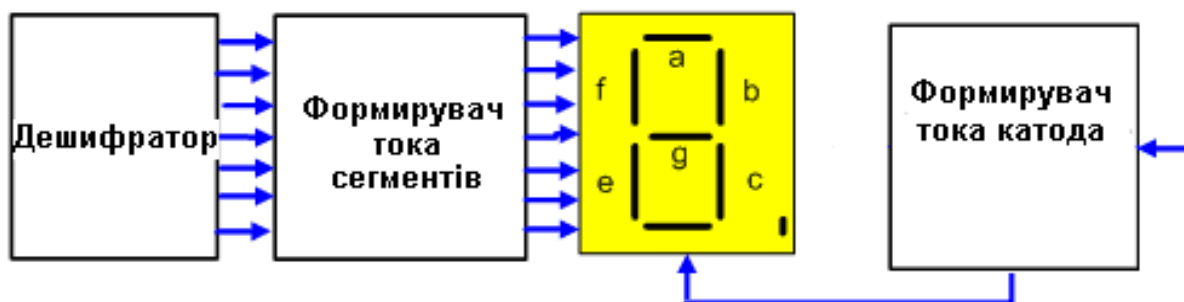 Дешифратор
Формирувач
тока
сегментів
a
f
b
g
e
c
Формирувач
тока катода